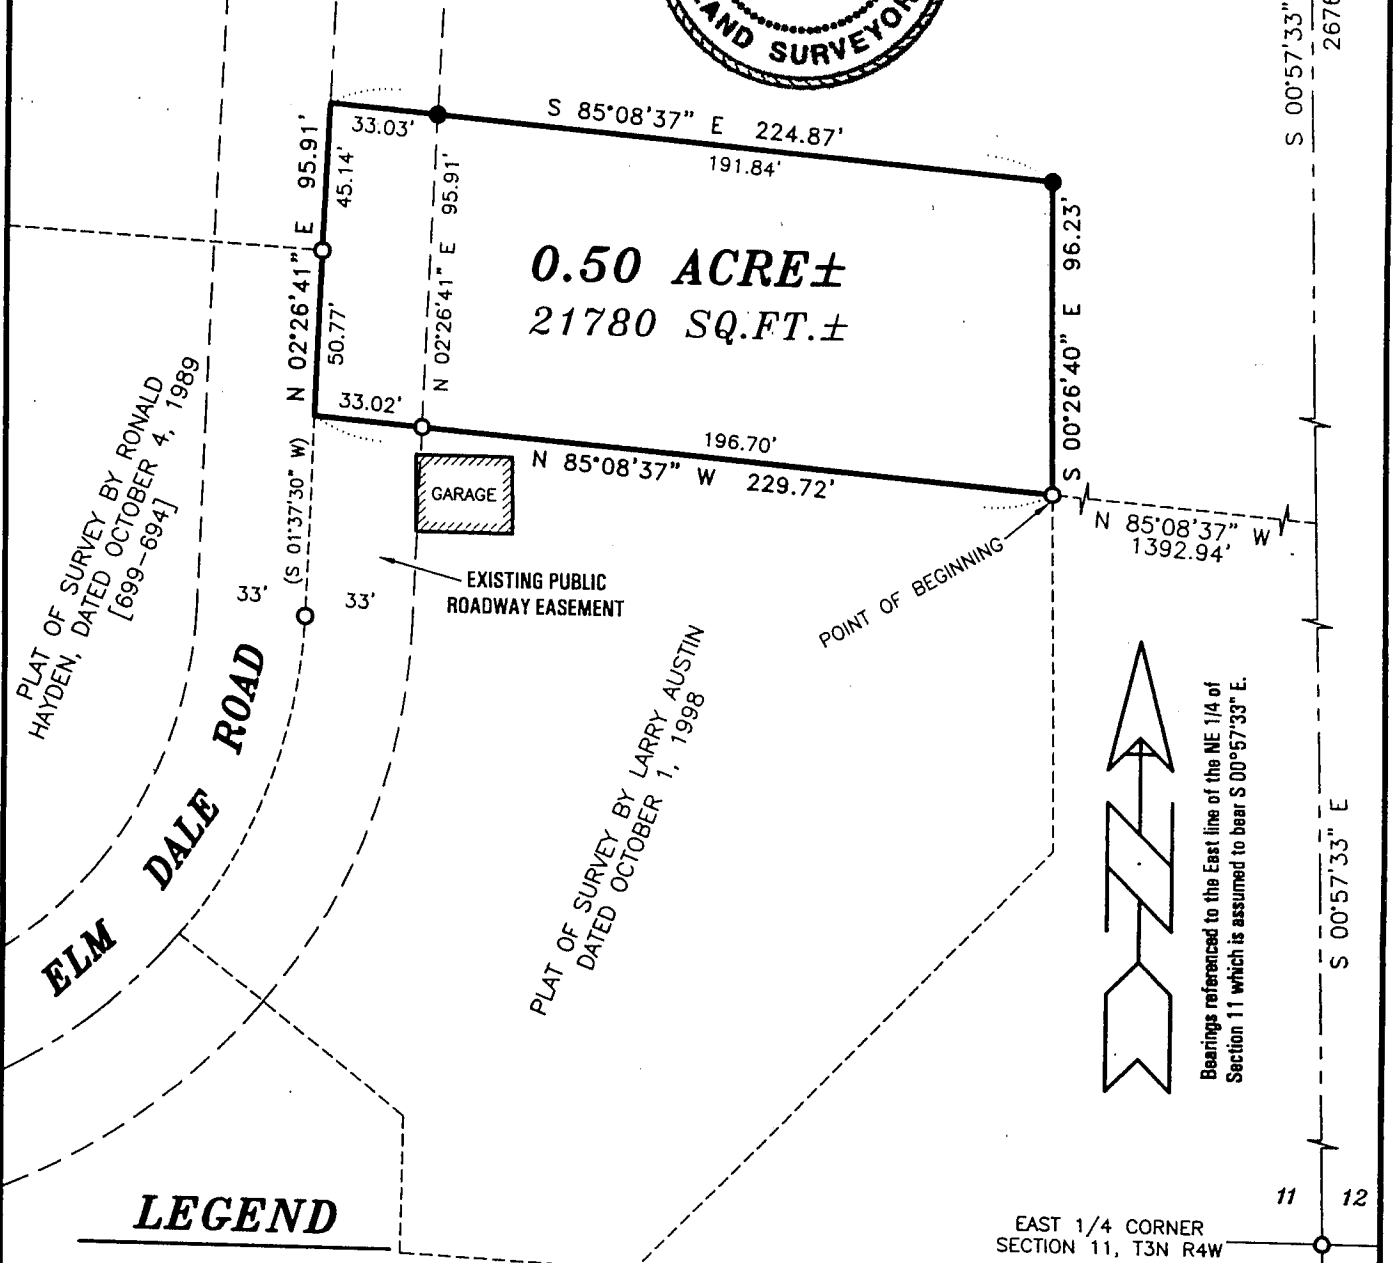 LAND SURVEYOR
S 00°57'33"
2676
S 85°08'37" E 224.87'
33.03'
191.84'
N 02°26'41" E 95.91'
45.14'
50.77'
N 02°26'41" E 95.91'
0.50 ACRE±
21780 SQ.FT.±
S 00°26'40" E 96.23'
33.02'
196.70'
N 85°08'37" W 229.72'
GARAGE
N 85°08'37" W
1392.94'
POINT OF BEGINNING
(S 01°37'30" W)
EXISTING PUBLIC
ROADWAY EASEMENT
33'
33'
PLAT OF SURVEY BY RONALD
HAYDEN, DATED OCTOBER 4, 1989
[699-694]
ELM DALE ROAD
PLAT OF SURVEY BY LARRY AUSTIN
DATED OCTOBER 1, 1998
N
Bearings referenced to the East line of the NE 1/4 of
Section 11 which is assumed to bear S 00°57'33" E.
S 00°57'33" E
LEGEND
11
12
EAST 1/4 CORNER
SECTION 11, T3N R4W